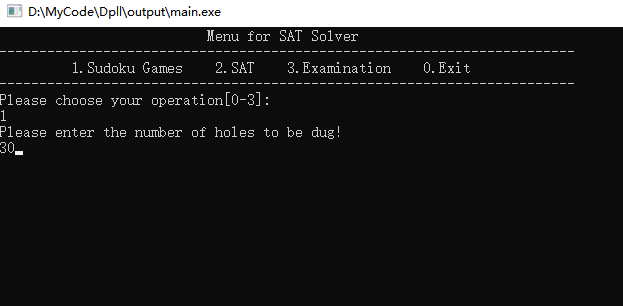 D:\MyCode\Dpll\output\main.exe
Menu for SAT Solver
------------------------------------------------------------------------
1.Sudoku Games    2.SAT    3.Examination    0.Exit
------------------------------------------------------------------------
Please choose your operation[0-3]:
1
Please enter the number of holes to be dug!
30